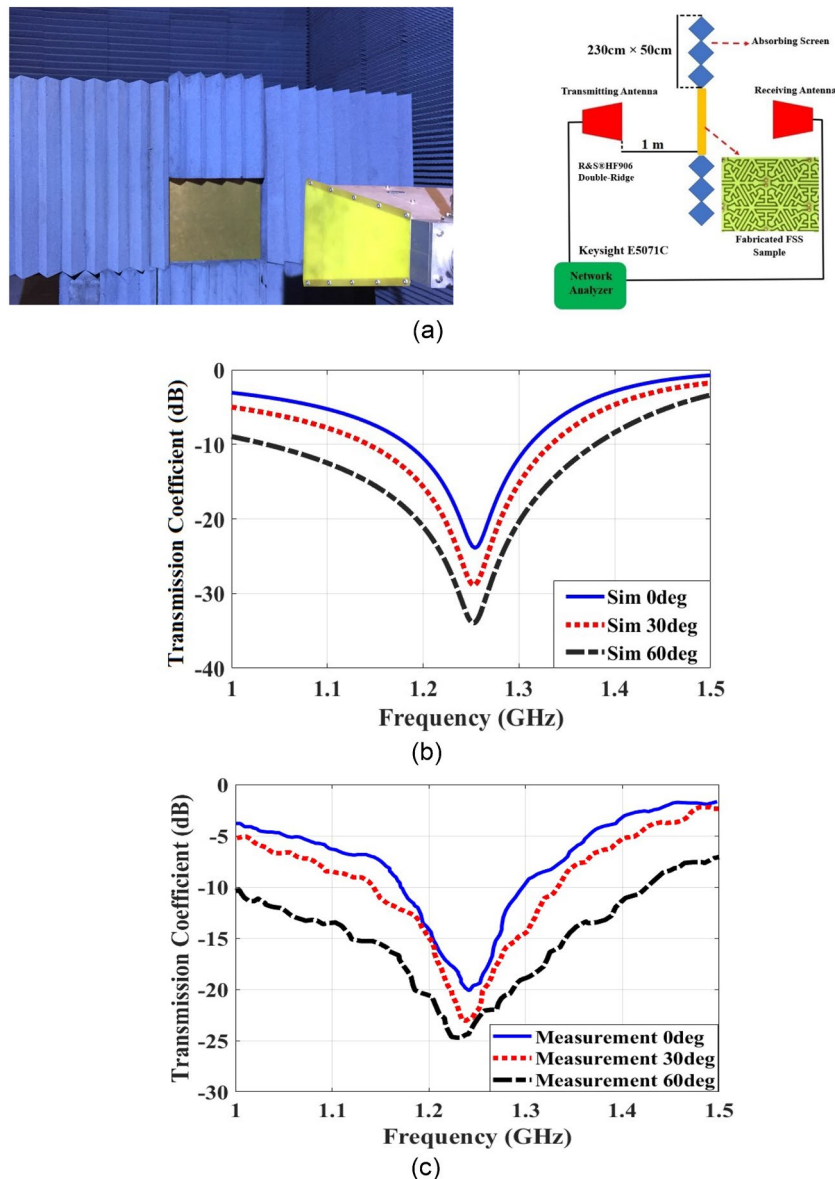 230cm × 50cm
Absorbing Screen
Transmitting Antenna
Receiving Antenna
1 m
R&S®HF906
Double-Ridge
Fabricated FSS
Sample
Keysight E5071C
Network
Analyzer
(a)
Transmission Coefficient (dB)
0
-10
-20
-30
-40
Sim 0deg
Sim 30deg
Sim 60deg
1 1.1 1.2 1.3 1.4 1.5
Frequency (GHz)
(b)
Transmission Coefficient (dB)
0
-5
-10
-15
-20
-25
-30
Measurement 0deg
Measurement 30deg
Measurement 60deg
1 1.1 1.2 1.3 1.4 1.5
Frequency (GHz)
(c)